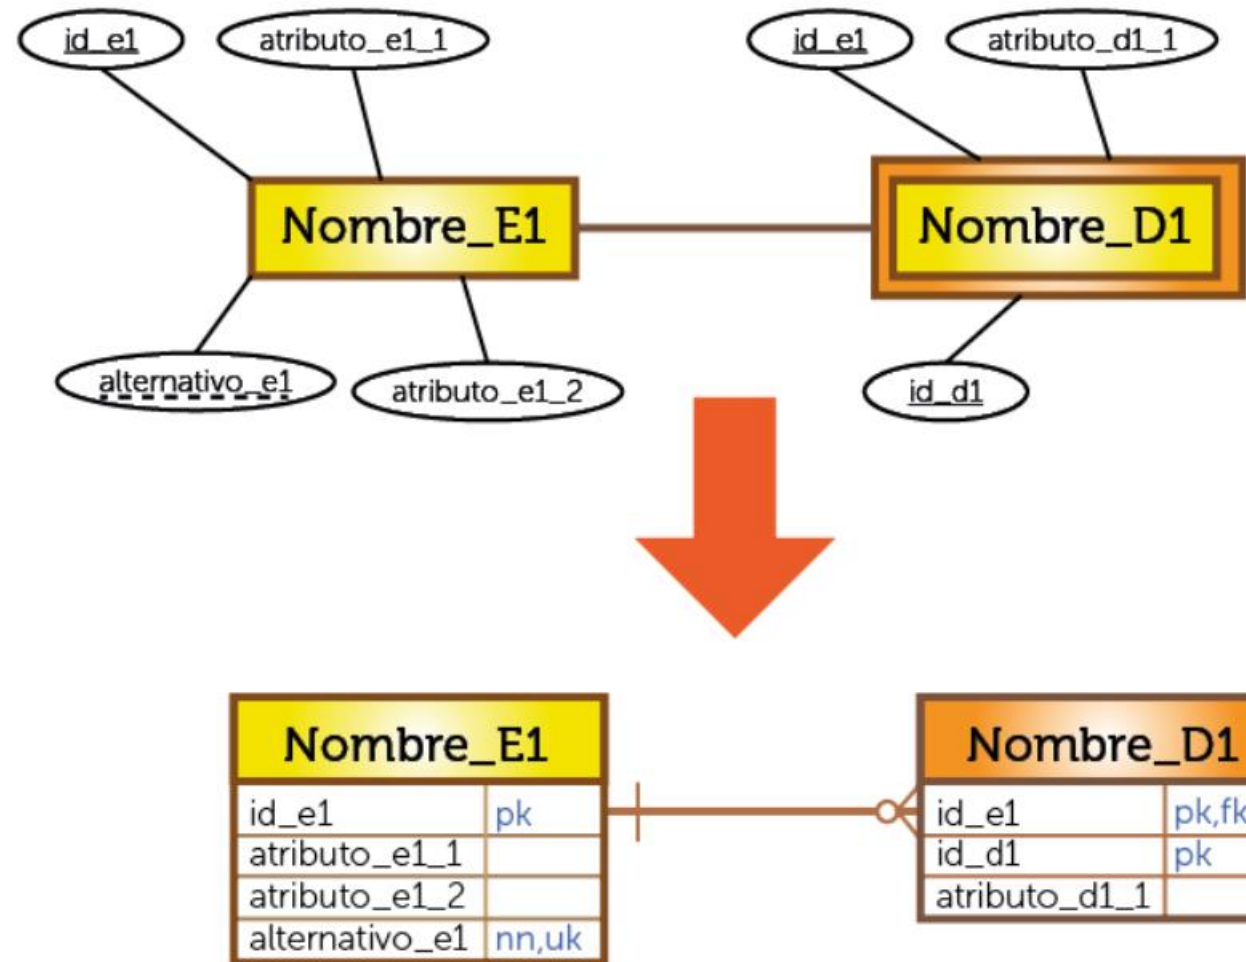 id_e1
atributo_e1_1
id_e1
atributo_d1_1
Nombre_E1
Nombre_D1
alternativo_e1
atributo_e1_2
id_d1
Nombre_E1
id_e1 pk
atributo_e1_1
atributo_e1_2
alternativo_e1 nn,uk
Nombre_D1
id_e1 pk,fk
id_d1 pk
atributo_d1_1